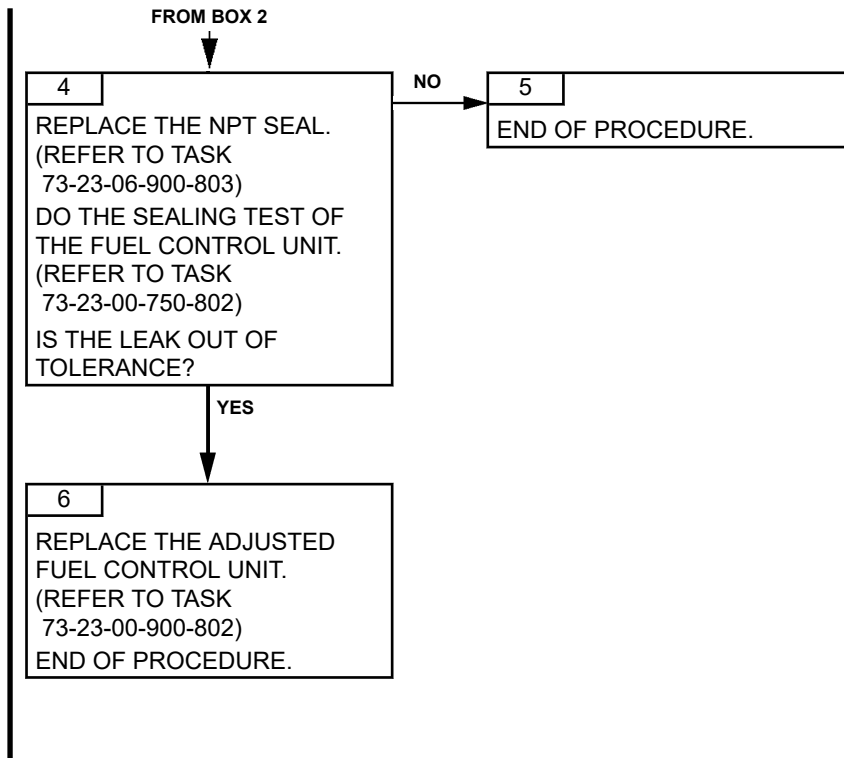 FROM BOX 2
4
REPLACE THE NPT SEAL.
(REFER TO TASK
73-23-06-900-803)
DO THE SEALING TEST OF
THE FUEL CONTROL UNIT.
(REFER TO TASK
73-23-00-750-802)
IS THE LEAK OUT OF
TOLERANCE?
NO
5
END OF PROCEDURE.
YES
6
REPLACE THE ADJUSTED
FUEL CONTROL UNIT.
(REFER TO TASK
73-23-00-900-802)
END OF PROCEDURE.